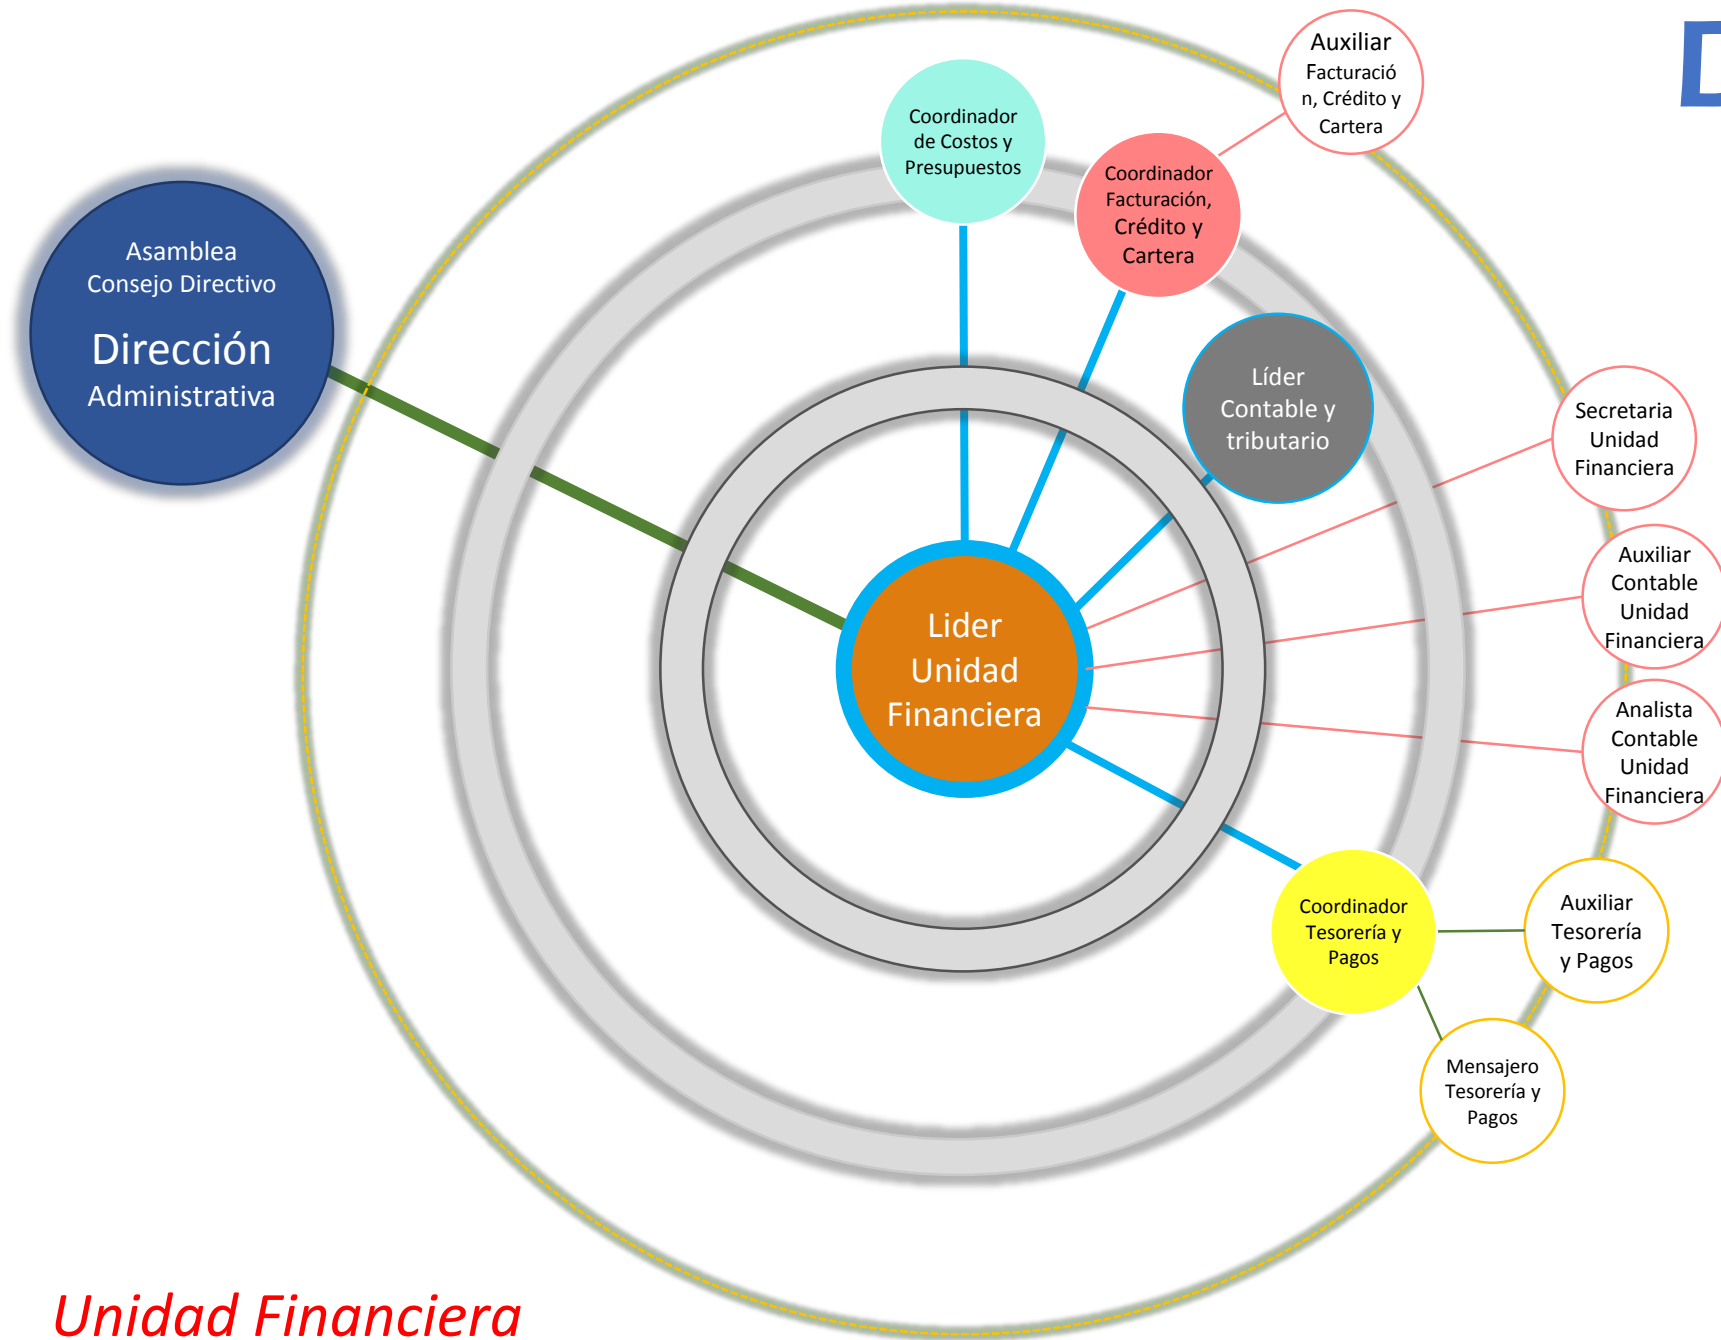 D
Auxiliar
Facturació
n, Crédito y
Cartera
Coordinador
de Costos y
Presupuestos
Coordinador
Facturación,
Crédito y
Cartera
Asamblea
Consejo Directivo
Dirección
Administrativa
Líder
Contable y
tributario
Secretaria
Unidad
Financiera
Auxiliar
Contable
Unidad
Financiera
Lider
Unidad
Financiera
Analista
Contable
Unidad
Financiera
Coordinador
Tesorería y
Pagos
Auxiliar
Tesorería
y Pagos
Mensajero
Tesorería y
Pagos
Unidad Financiera